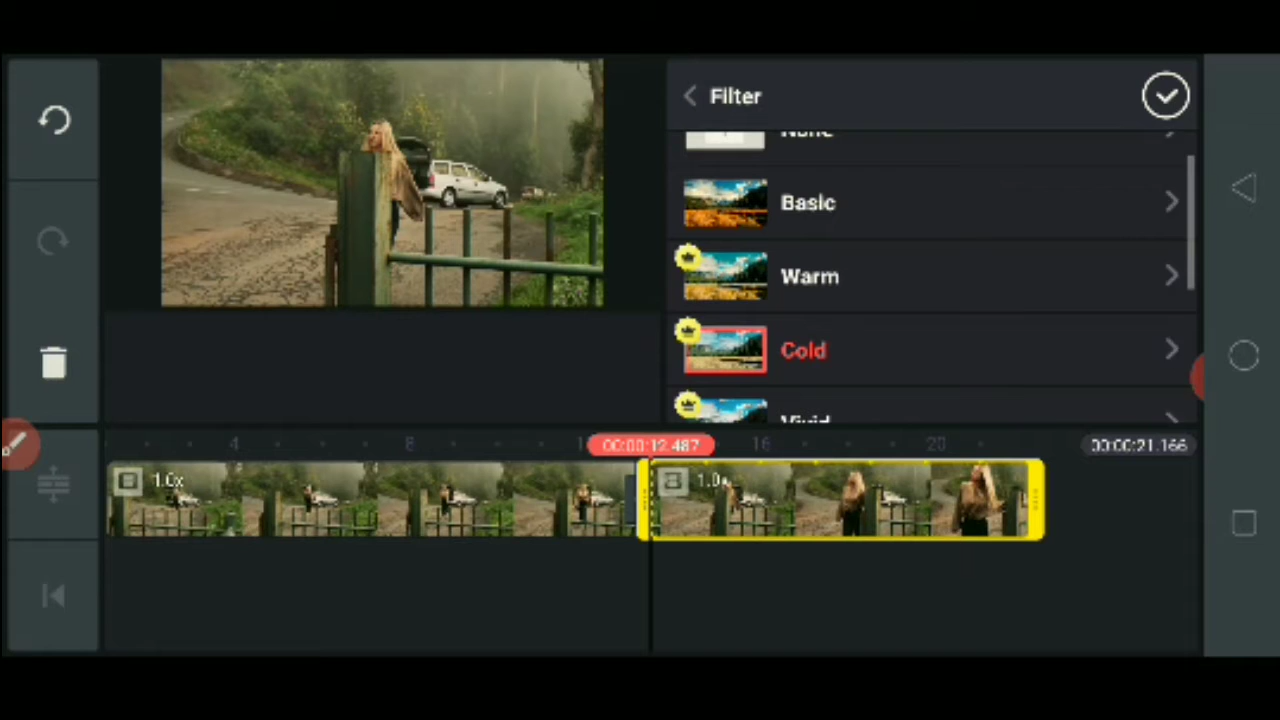 Filter
None
Basic
Warm
Cold
Vivid
4
8
00:00:12.487
16
20
00:00:21.166
1.0x
1.0x